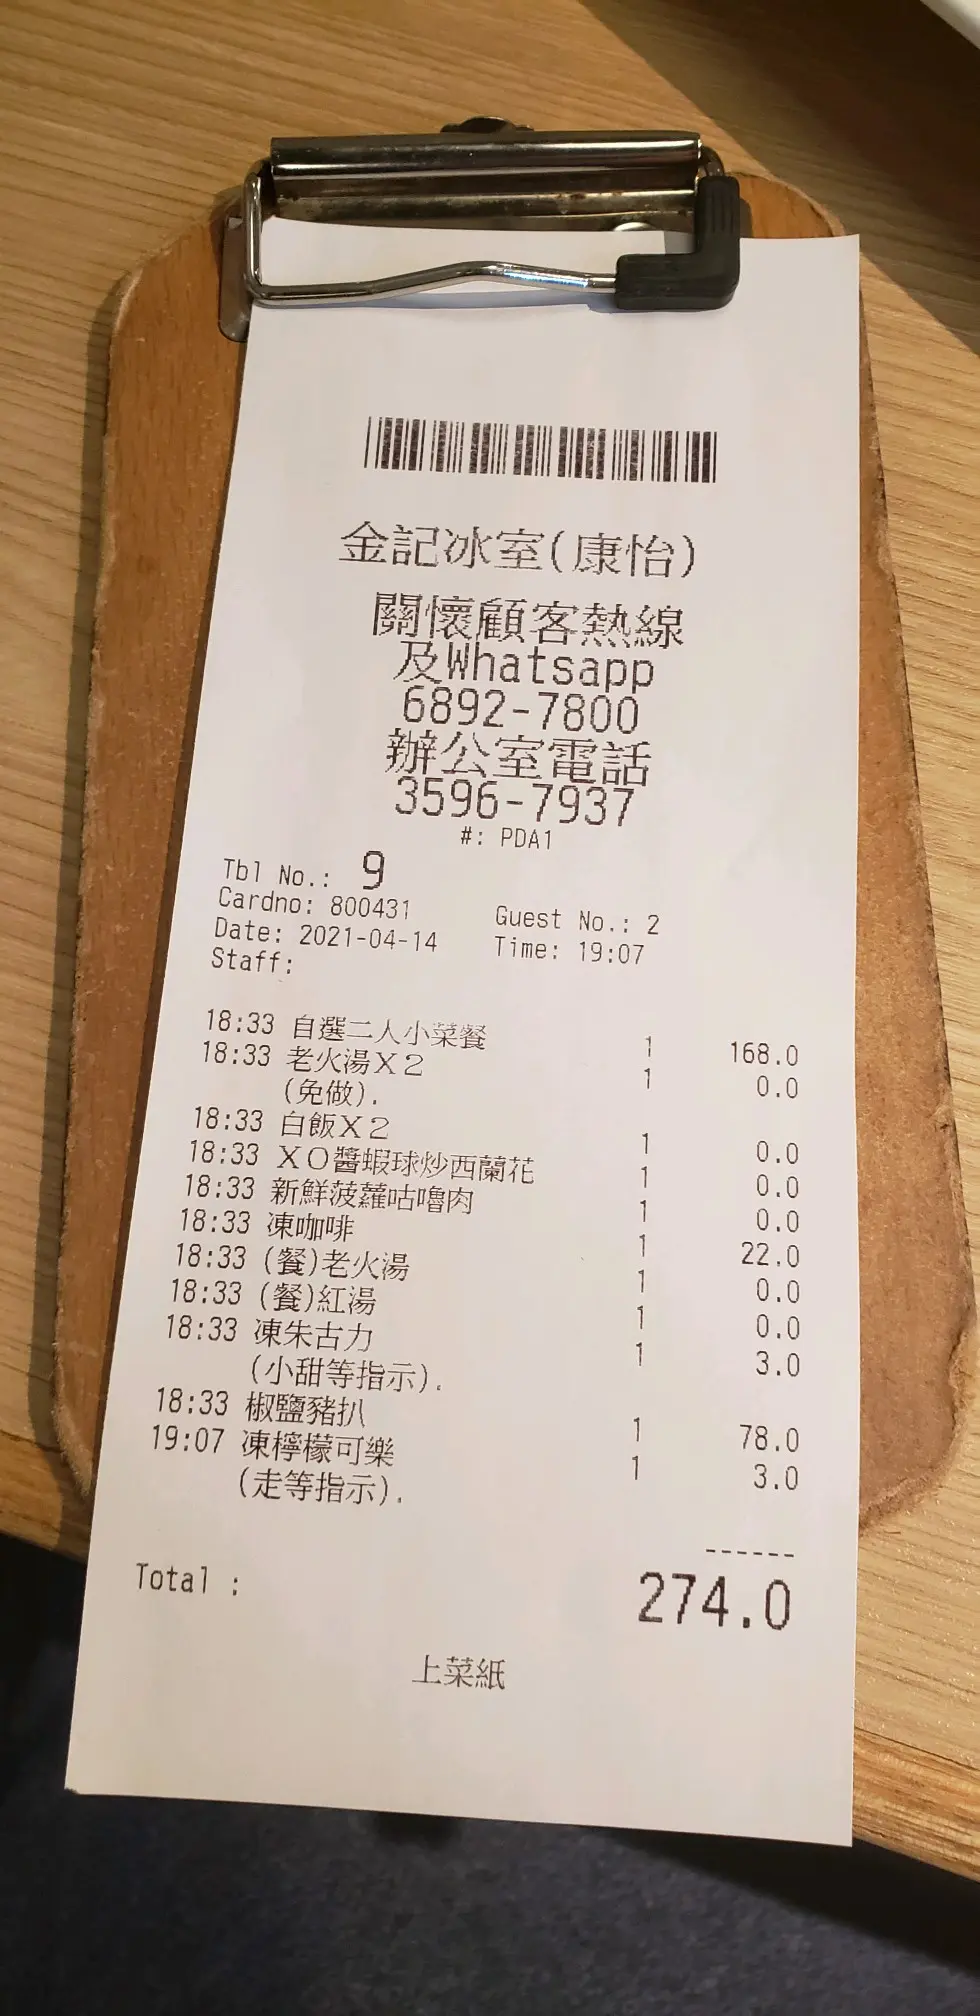 金記冰室(康怡)
關懷顧客熱線
及Whatsapp
6892-7800
辦公室電話
3596-7937
#: PDA1
Tbl No.: 9
Cardno: 800431 Guest No.: 2
Date: 2021-04-14 Time: 19:07
Staff:
18:33 自選二人小菜餐 1 168.0
18:33 老火湯X2 1 0.0
(免做).
18:33 白飯X2 1 0.0
18:33 XO醬蝦球炒西蘭花 1 0.0
18:33 新鮮菠蘿咕嚕肉 1 0.0
18:33 凍咖啡 1 22.0
18:33 (餐)老火湯 1 0.0
18:33 (餐)紅湯 1 0.0
18:33 凍朱古力 1 3.0
(小甜等指示).
18:33 椒鹽豬扒 1 78.0
19:07 凍檸檬可樂 1 3.0
(走等指示).
------
Total : 274.0
上菜紙